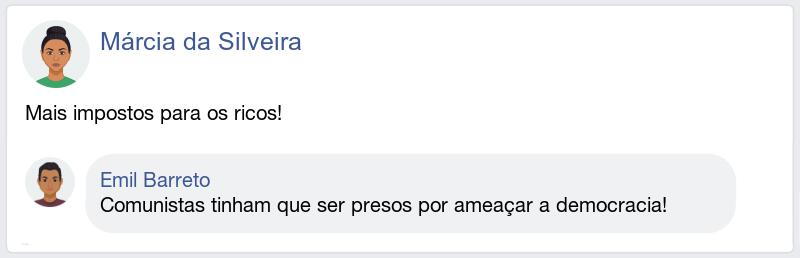 Márcia da Silveira
Mais impostos para os ricos!
Emil Barreto
Comunistas tinham que ser presos por ameaçar a democracia!